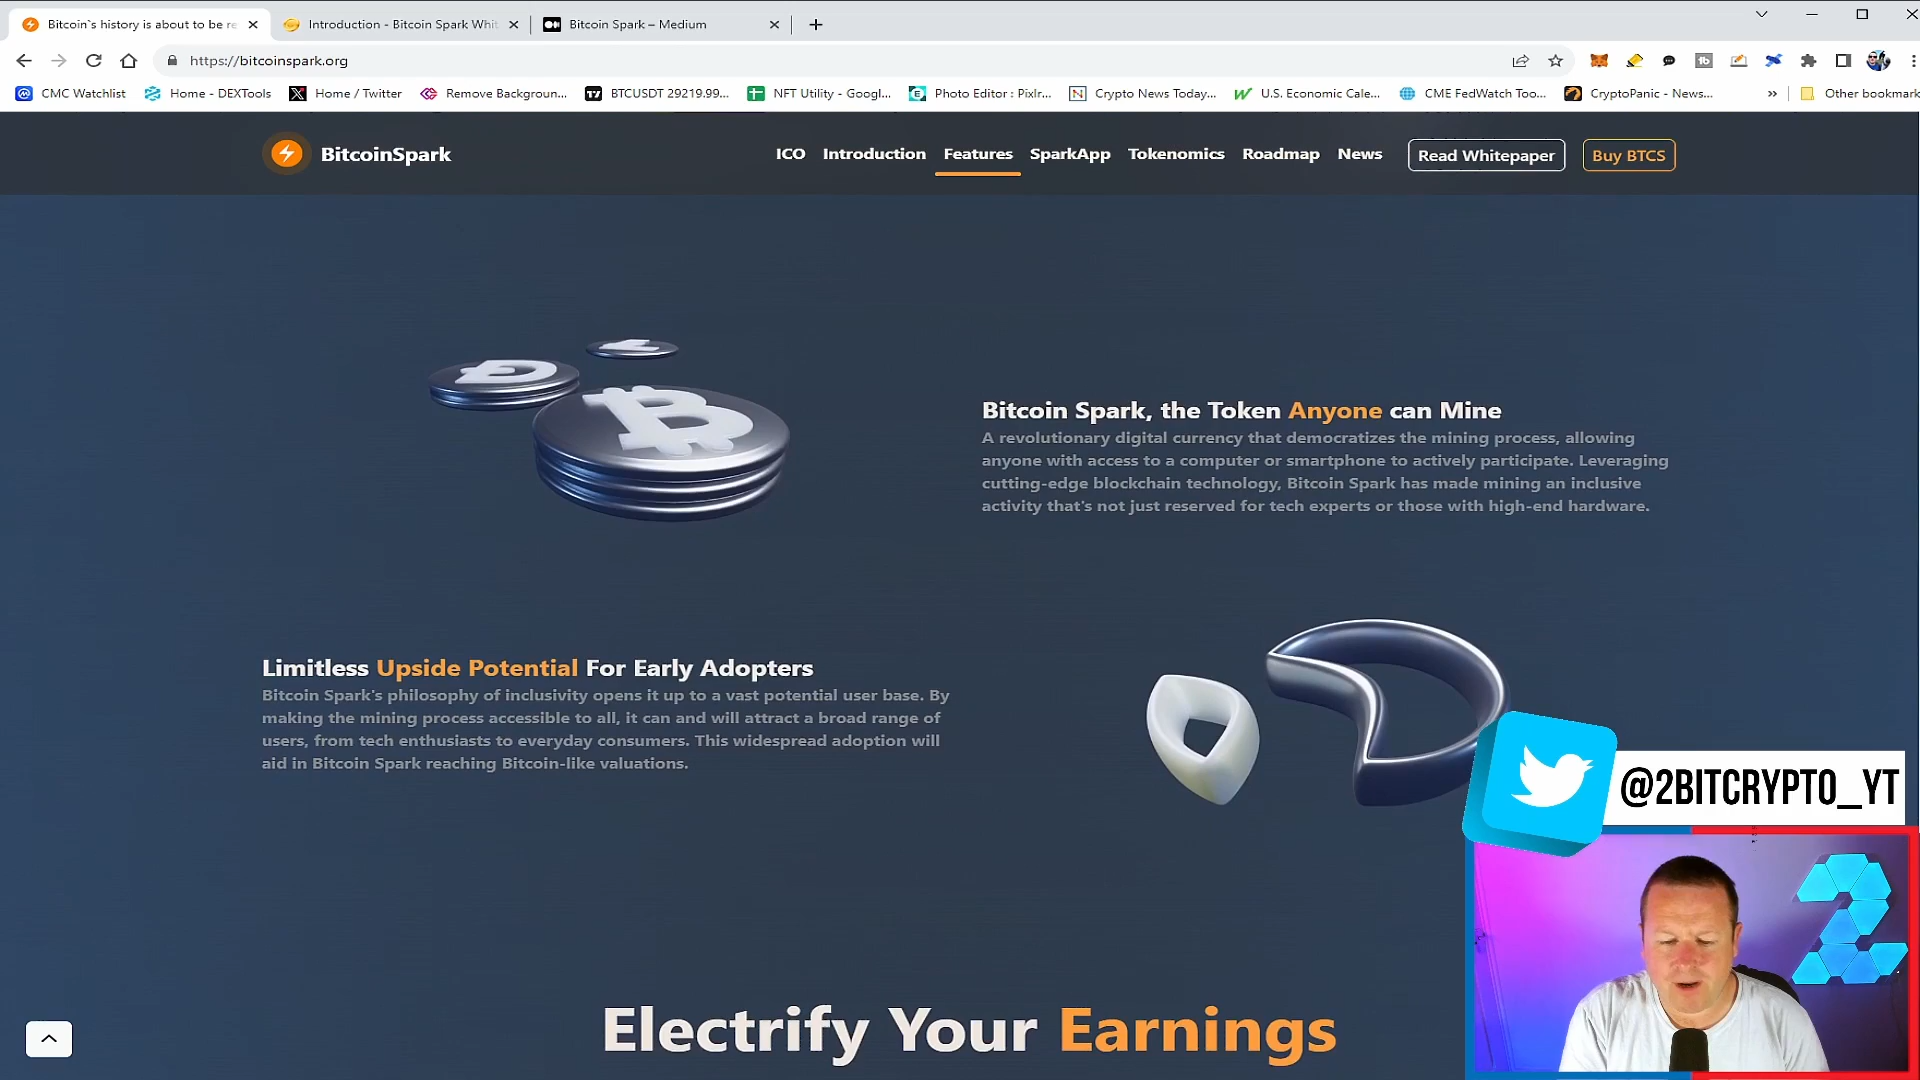 Bitcoin`s history is about to be re
Introduction - Bitcoin Spark Whit
Bitcoin Spark – Medium
https://bitcoinspark.org
CMC Watchlist
Home - DEXTools
Home / Twitter
Remove Backgroun...
BTCUSDT 29219.99...
NFT Utility - Googl...
Photo Editor : Pixlr...
Crypto News Today...
U.S. Economic Cale...
CME FedWatch Too...
CryptoPanic - News...
»
Other bookmark
BitcoinSpark
ICO
Introduction
Features
SparkApp
Tokenomics
Roadmap
News
Read Whitepaper
Buy BTCS
Bitcoin Spark, the Token Anyone can Mine
A revolutionary digital currency that democratizes the mining process, allowing
anyone with access to a computer or smartphone to actively participate. Leveraging
cutting-edge blockchain technology, Bitcoin Spark has made mining an inclusive
activity that's not just reserved for tech experts or those with high-end hardware.
Limitless Upside Potential For Early Adopters
Bitcoin Spark's philosophy of inclusivity opens it up to a vast potential user base. By
making the mining process accessible to all, it can and will attract a broad range of
users, from tech enthusiasts to everyday consumers. This widespread adoption will
aid in Bitcoin Spark reaching Bitcoin-like valuations.
@2BITCRYPTO_YT
2
Electrify Your Earnings